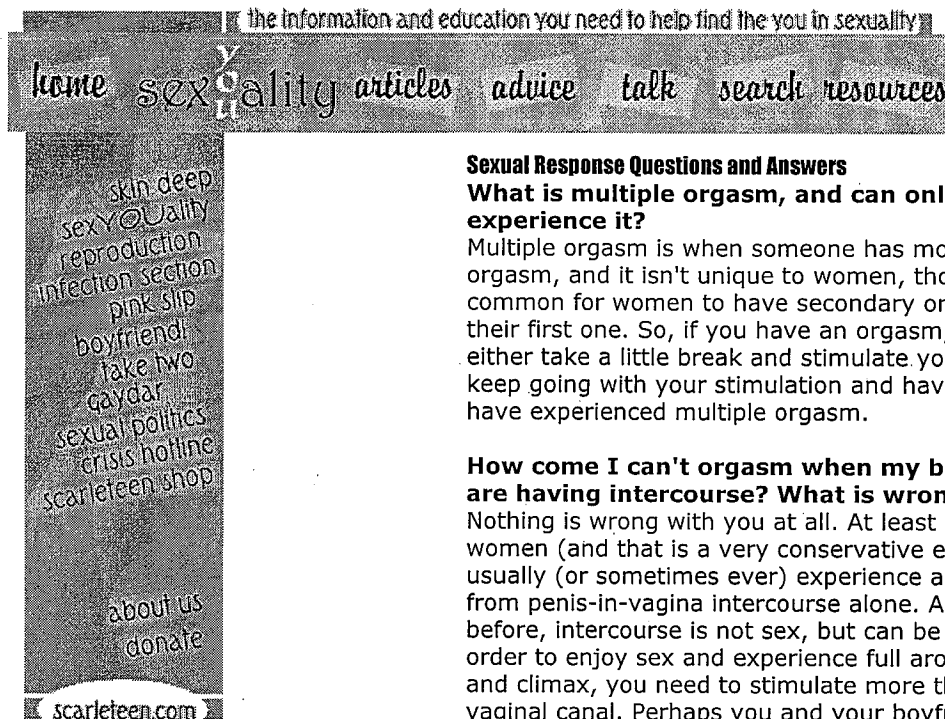 the information and education you need to help find the you in sexuality
home sexYOUality articles advice talk search resources
skin deep
sexYOUality
reproduction
infection section
pink slip
boyfriend!
take two
gaydar
sexual politics
crisis hotline
scarleteen shop
about us
donate
scarleteen.com
Sexual Response Questions and Answers
What is multiple orgasm, and can onl
experience it?
Multiple orgasm is when someone has mo
orgasm, and it isn't unique to women, tho
common for women to have secondary or
their first one. So, if you have an orgasm,
either take a little break and stimulate yo
keep going with your stimulation and hav
have experienced multiple orgasm.
How come I can't orgasm when my b
are having intercourse? What is wron
Nothing is wrong with you at all. At least
women (and that is a very conservative e
usually (or sometimes ever) experience a
from penis-in-vagina intercourse alone. A
before, intercourse is not sex, but can be
order to enjoy sex and experience full aro
and climax, you need to stimulate more t
vaginal canal. Perhaps you and your boyfr